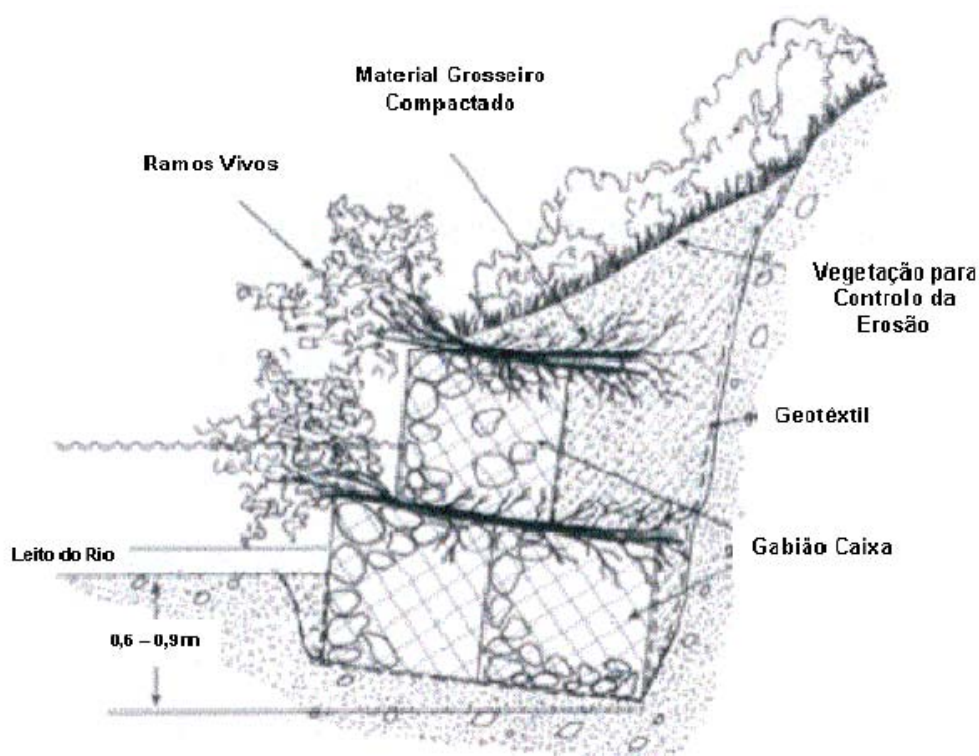 Material Grosseiro
Compactado
Ramos Vivos
Vegetação para
Controlo da
Erosão
Geotêxtil
Gabião Caixa
Leito do Rio
0,6 – 0,9m